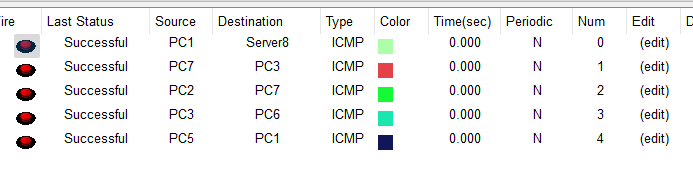 ire Last Status Source Destination Type Color Time(sec) Periodic Num Edit D
Successful PC1 Server8 ICMP 0.000 N 0 (edit)
Successful PC7 PC3 ICMP 0.000 N 1 (edit)
Successful PC2 PC7 ICMP 0.000 N 2 (edit)
Successful PC3 PC6 ICMP 0.000 N 3 (edit)
Successful PC5 PC1 ICMP 0.000 N 4 (edit)